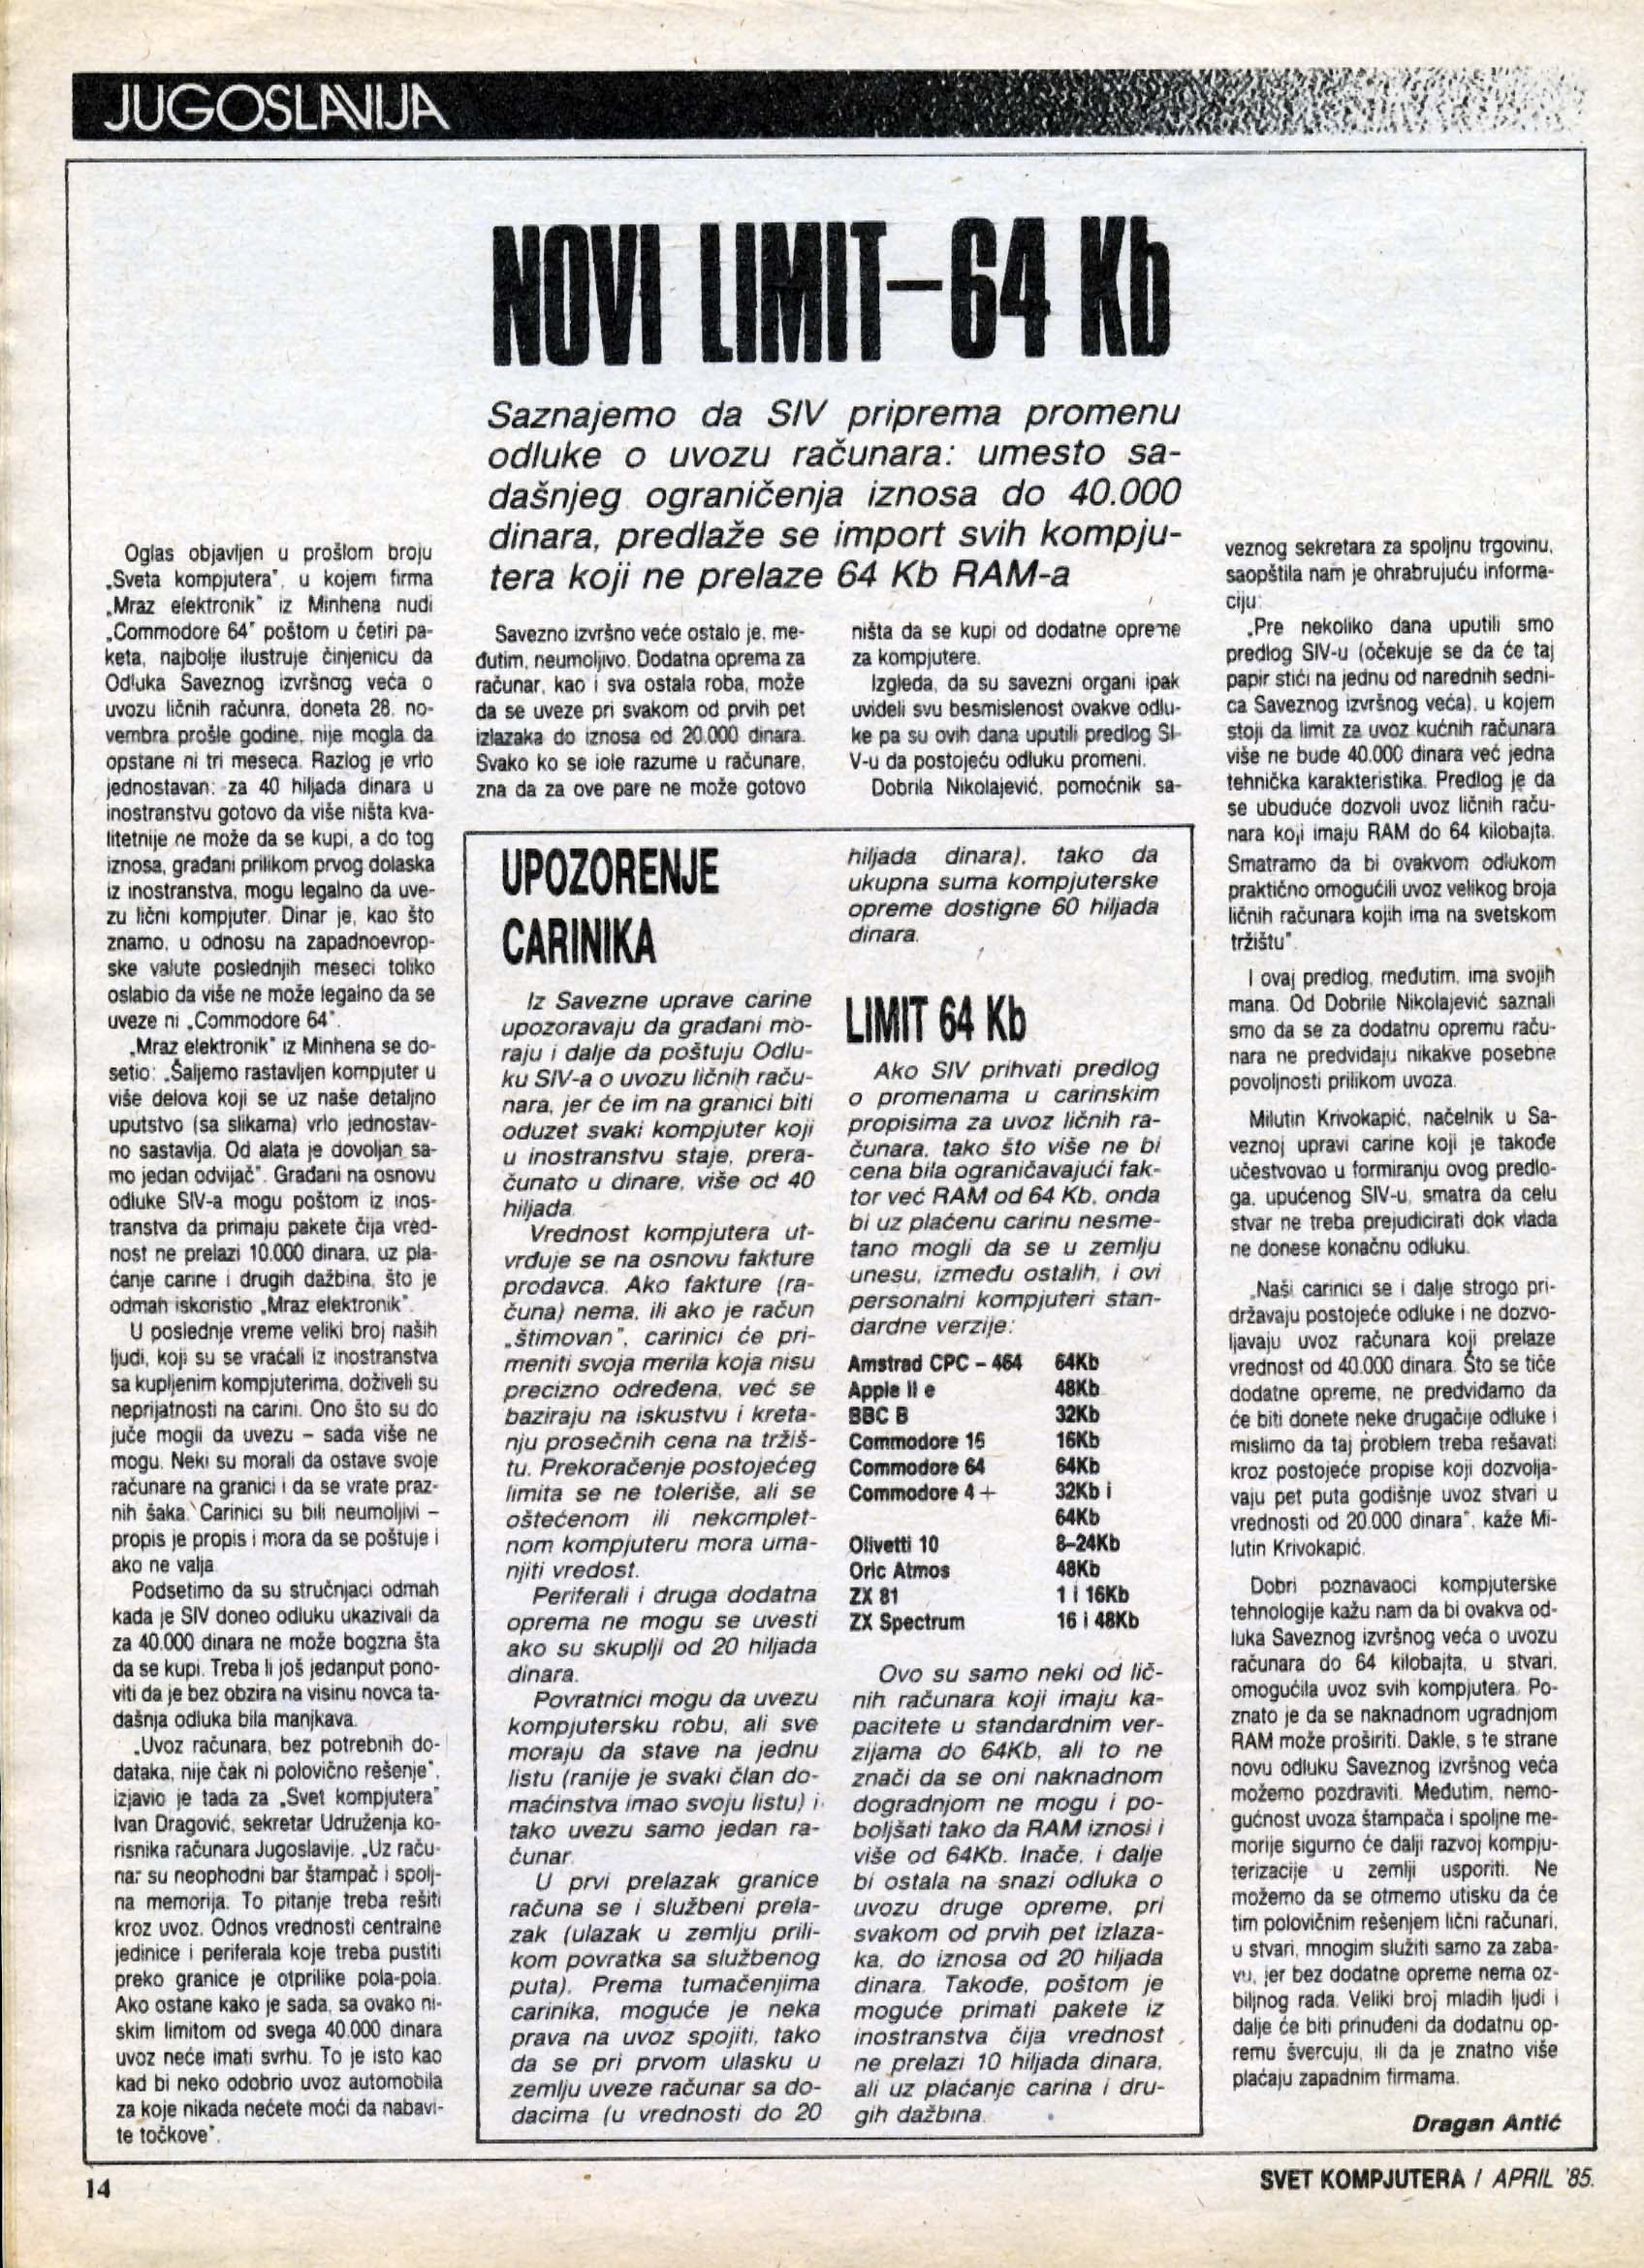 JUGOSLAVIJA
NOVI LIMIT–64 Kb
Saznajemo da SIV priprema promenu
odluke o uvozu računara: umesto sa-
dašnjeg ograničenja iznosa do 40.000
dinara, predlaže se import svih kompju-
tera koji ne prelaze 64 Kb RAM-a
Oglas objavljen u prošlom broju
„Sveta kompjutera", u kojem firma
„Mraz elektronik" iz Minhena nudi
„Commodore 64" poštom u četiri pa-
keta, najbolje ilustruje činjenicu da
Odluka Saveznog izvršnog veća o
uvozu ličnih računra, doneta 28. no-
vembra prošle godine, nije mogla da
opstane ni tri meseca. Razlog je vrlo
jednostavan: za 40 hiljada dinara u
inostranstvu gotovo da više ništa kva-
litetnije ne može da se kupi, a do tog
iznosa, građani prilikom prvog dolaska
iz inostranstva, mogu legalno da uve-
zu lični kompjuter. Dinar je, kao što
znamo, u odnosu na zapadnoevrop-
ske valute poslednjih meseci toliko
oslabio da više ne može legalno da se
uveze ni „Commodore 64".
„Mraz elektronik" iz Minhena se do-
setio: „Šaljemo rastavljen kompjuter u
više delova koji se uz naše detaljno
uputstvo (sa slikama) vrlo jednostav-
no sastavlja. Od alata je dovoljan sa-
mo jedan odvijač". Građani na osnovu
odluke SIV-a mogu poštom iz inos-
transtva da primaju pakete čija vred-
nost ne prelazi 10.000 dinara, uz pla-
ćanje carine i drugih dažbina, što je
odmah iskoristio „Mraz elektronik".
U poslednje vreme veliki broj naših
ljudi, koji su se vraćali iz inostranstva
sa kupljenim kompjuterima, doživeli su
neprijatnosti na carini. Ono što su do
juče mogli da uvezu – sada više ne
mogu. Neki su morali da ostave svoje
računare na granici i da se vrate praz-
nih šaka. Carinici su bili neumoljivi –
propis je propis i mora da se poštuje i
ako ne valja.
Podsetimo da su stručnjaci odmah
kada je SIV doneo odluku ukazivali da
za 40.000 dinara ne može bogzna šta
da se kupi. Treba li još jedanput pono-
viti da je bez obzira na visinu novca ta-
dašnja odluka bila manjkava.
„Uvoz računara, bez potrebnih do-
dataka, nije čak ni polovično rešenje",
izjavio je tada za „Svet kompjutera"
Ivan Dragović, sekretar Udruženja ko-
risnika računara Jugoslavije. „Uz raču-
nar su neophodni bar štampač i spolj-
na memorija. To pitanje treba rešiti
kroz uvoz. Odnos vrednosti centralne
jedinice i periferala koje treba pustiti
preko granice je otprilike pola-pola.
Ako ostane kako je sada, sa ovako ni-
skim limitom od svega 40.000 dinara
uvoz neće imati svrhu. To je isto kao
kad bi neko odobrio uvoz automobila
za koje nikada nećete moći da nabavi-
te točkove".
Savezno izvršno veće ostalo je, me-
đutim, neumoljivo. Dodatna oprema za
računar, kao i sva ostala roba, može
da se uveze pri svakom od prvih pet
izlazaka do iznosa od 20.000 dinara.
Svako ko se iole razume u računare,
zna da za ove pare ne može gotovo
ništa da se kupi od dodatne opreme
za kompjutere.
Izgleda, da su savezni organi ipak
uvideli svu besmislenost ovakve odlu-
ke pa su ovih dana uputili predlog SI-
V-u da postojeću odluku promeni.
Dobrila Nikolajević, pomoćnik sa-
veznog sekretara za spoljnu trgovinu,
saopštila nam je ohrabrujuću informa-
ciju:
„Pre nekoliko dana uputili smo
predlog SIV-u (očekuje se da će taj
papir stići na jednu od narednih sedni-
ca Saveznog izvršnog veća), u kojem
stoji da limit za uvoz kućnih računara
više ne bude 40.000 dinara već jedna
tehnička karakteristika. Predlog je da
se ubuduće dozvoli uvoz ličnih raču-
nara koji imaju RAM do 64 kilobajta.
Smatramo da bi ovakvom odlukom
praktično omogućili uvoz velikog broja
ličnih računara kojih ima na svetskom
tržištu".
I ovaj predlog, međutim, ima svojih
mana. Od Dobrile Nikolajević saznali
smo da se za dodatnu opremu raču-
nara ne predviđaju nikakve posebne
povoljnosti prilikom uvoza.
Milutin Krivokapić, načelnik u Sa-
veznoj upravi carine koji je takođe
učestvovao u formiranju ovog predlo-
ga, upućenog SIV-u, smatra da celu
stvar ne treba prejudicirati dok vlada
ne donese konačnu odluku.
„Naši carinici se i dalje strogo pri-
državaju postojeće odluke i ne dozvo-
ljavaju uvoz računara koji prelaze
vrednost od 40.000 dinara. Što se tiče
dodatne opreme, ne predviđamo da
će biti donete neke drugačije odluke i
mislimo da taj problem treba rešavati
kroz postojeće propise koji dozvolja-
vaju pet puta godišnje uvoz stvari u
vrednosti od 20.000 dinara", kaže Mi-
lutin Krivokapić.
Dobri poznavaoci kompjuterske
tehnologije kažu nam da bi ovakva od-
luka Saveznog izvršnog veća o uvozu
računara do 64 kilobajta, u stvari,
omogućila uvoz svih kompjutera. Po-
znato je da se naknadnom ugradnjom
RAM može proširiti. Dakle, s te strane
novu odluku Saveznog izvršnog veća
možemo pozdraviti. Međutim, nemo-
gućnost uvoza štampača i spoljne me-
morije sigurno će dalji razvoj kompju-
terizacije u zemlji usporiti. Ne
možemo da se otmemo utisku da će
tim polovičnim rešenjem lični računari,
u stvari, mnogim služiti samo za zaba-
vu, jer bez dodatne opreme nema oz-
biljnog rada. Veliki broj mladih ljudi i
dalje će biti prinuđeni da dodatnu op-
remu švercuju, ili da je znatno više
plaćaju zapadnim firmama.
Dragan Antić
UPOZORENJE
CARINIKA
Iz Savezne uprave carine
upozoravaju da građani mo-
raju i dalje da poštuju Odlu-
ku SIV-a o uvozu ličnih raču-
nara, jer će im na granici biti
oduzet svaki kompjuter koji
u inostranstvu staje, prera-
čunato u dinare, više od 40
hiljada.
Vrednost kompjutera ut-
vrđuje se na osnovu fakture
prodavca. Ako fakture (ra-
čuna) nema, ili ako je račun
„štimovan", carinici će pri-
meniti svoja merila koja nisu
precizno određena, već se
baziraju na iskustvu i kreta-
nju prosečnih cena na tržiš-
tu. Prekoračenje postojećeg
limita se ne toleriše, ali se
oštećenom ili nekomplet-
nom kompjuteru mora uma-
njiti vredost.
Periferali i druga dodatna
oprema ne mogu se uvesti
ako su skuplji od 20 hiljada
dinara.
Povratnici mogu da uvezu
kompjutersku robu, ali sve
moraju da stave na jednu
listu (ranije je svaki član do-
maćinstva imao svoju listu) i
tako uvezu samo jedan ra-
čunar.
U prvi prelazak granice
računa se i službeni prela-
zak (ulazak u zemlju prili-
kom povratka sa službenog
puta). Prema tumačenjima
carinika, moguće je neka
prava na uvoz spojiti, tako
da se pri prvom ulasku u
zemlju uveze računar sa do-
dacima (u vrednosti do 20
hiljada dinara), tako da
ukupna suma kompjuterske
opreme dostigne 60 hiljada
dinara.
LIMIT 64 Kb
Ako SIV prihvati predlog
o promenama u carinskim
propisima za uvoz ličnih ra-
čunara, tako što više ne bi
cena bila ograničavajući fak-
tor već RAM od 64 Kb, onda
bi uz plaćenu carinu nesme-
tano mogli da se u zemlju
unesu, između ostalih, i ovi
personalni kompjuteri stan-
dardne verzije:
Amstrad CPC – 464 64Kb
Apple II e 48Kb
BBC B 32Kb
Commodore 16 16Kb
Commodore 64 64Kb
Commodore 4 + 32Kb i
64Kb
Olivetti 10 8–24Kb
Oric Atmos 48Kb
ZX 81 1 i 16Kb
ZX Spectrum 16 i 48Kb
Ovo su samo neki od lič-
nih računara koji imaju ka-
pacitete u standardnim ver-
zijama do 64Kb, ali to ne
znači da se oni naknadnom
dogradnjom ne mogu i po-
boljšati tako da RAM iznosi i
više od 64Kb. Inače, i dalje
bi ostala na snazi odluka o
uvozu druge opreme, pri
svakom od prvih pet izlaza-
ka, do iznosa od 20 hiljada
dinara. Takođe, poštom je
moguće primati pakete iz
inostranstva čija vrednost
ne prelazi 10 hiljada dinara,
ali uz plaćanje carina i dru-
gih dažbina.
14
SVET KOMPJUTERA / APRIL '85.